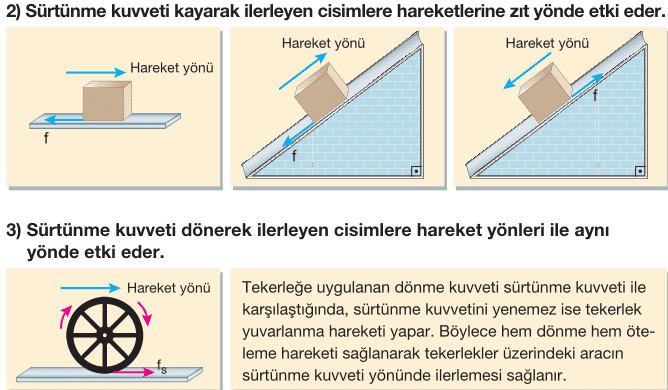 2) Sürtünme kuvveti kayarak ilerleyen cisimlere hareketlerine zıt yönde etki eder.
Hareket yönü
f
Hareket yönü
f
Hareket yönü
f
3) Sürtünme kuvveti dönerek ilerleyen cisimlere hareket yönleri ile aynı
yönde etki eder.
Hareket yönü
fs
Tekerleğe uygulanan dönme kuvveti sürtünme kuvveti ile
karşılaştığında, sürtünme kuvvetini yenemez ise tekerlek
yuvarlanma hareketi yapar. Böylece hem dönme hem öte-
leme hareketi sağlanarak tekerlekler üzerindeki aracın
sürtünme kuvveti yönünde ilerlemesi sağlanır.